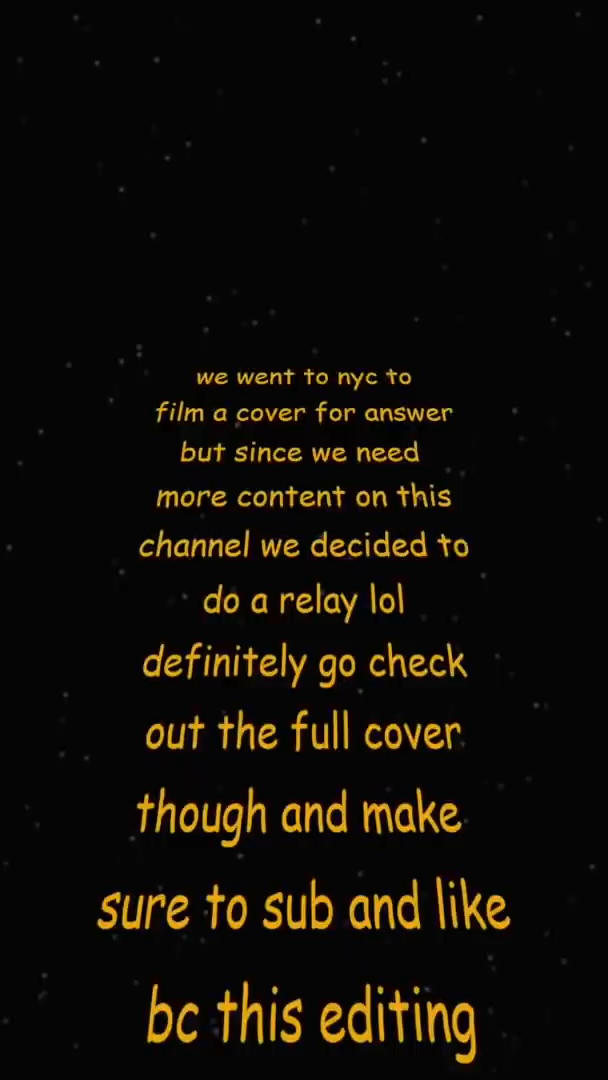 we went to nyc to
film a cover for answer
but since we need
more content on this
channel we decided to
do a relay lol
definitely go check
out the full cover
though and make
sure to sub and like
bc this editing